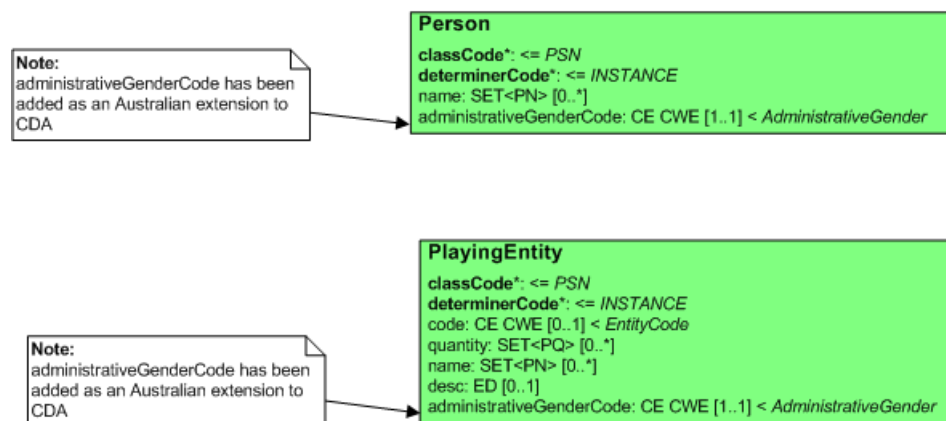 Note:
administrativeGenderCode has been
added as an Australian extension to
CDA
Person
classCode*: <= PSN
determinerCode*: <= INSTANCE
name: SET<PN> [0..*]
administrativeGenderCode: CE CWE [1..1] < AdministrativeGender
Note:
administrativeGenderCode has been
added as an Australian extension to
CDA
PlayingEntity
classCode*: <= PSN
determinerCode*: <= INSTANCE
code: CE CWE [0..1] < EntityCode
quantity: SET<PQ> [0..*]
name: SET<PN> [0..*]
desc: ED [0..1]
administrativeGenderCode: CE CWE [1..1] < AdministrativeGender